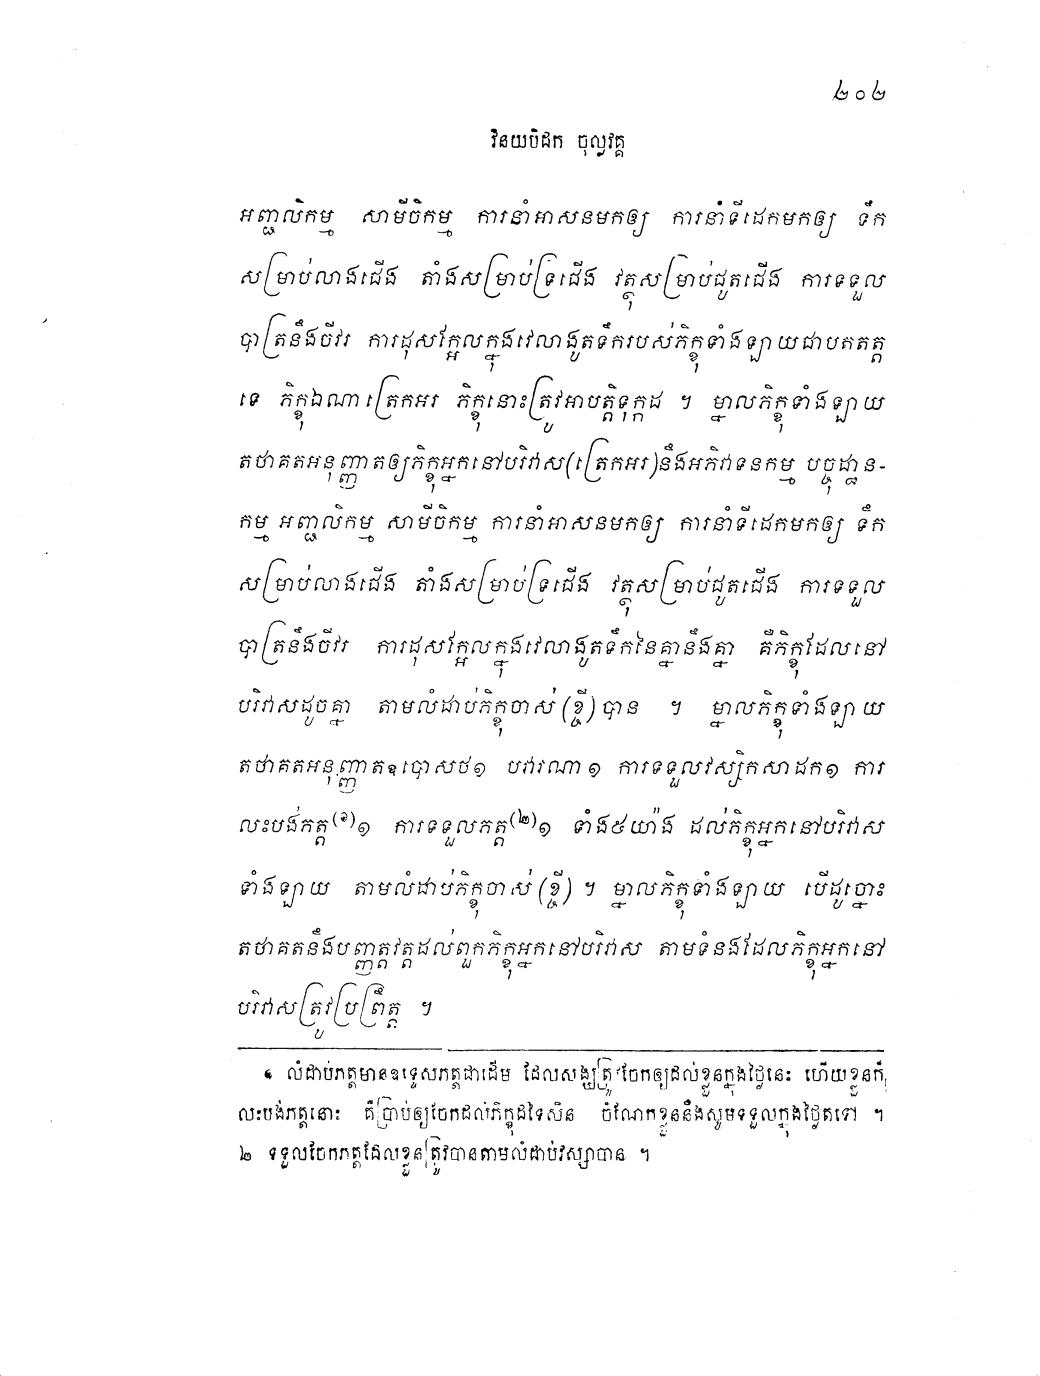 ២០២
វិនយបិដក ចុល្លវគ្គ
អញ្ជលិកម្ម សាមីចិកម្ម ការនាំអាសនមកឲ្យ ការនាំទីដេកមកឲ្យ ទឹក
សម្រាប់លាងជើង តាំងសម្រាប់ទ្រជើង វត្ថុសម្រាប់ជូតជើង ការទទួល
បាត្រនឹងចីវរ ការដុសក្អែលក្នុងវេលាងូតទឹករបស់ភិក្ខុទាំងឡាយជាបកតត្ត
ទេ ភិក្ខុឯណាត្រេកអរ ភិក្ខុនោះត្រូវអាបត្តិទុក្កដ ។ ម្នាលភិក្ខុទាំងឡាយ
តថាគតអនុញ្ញាតឲ្យភិក្ខុអ្នកនៅបរិវាស(ត្រេកអរ)នឹងអភិវាទនកម្ម បច្ចុដ្ឋាន-
កម្ម អញ្ជលិកម្ម សាមីចិកម្ម ការនាំអាសនមកឲ្យ ការនាំទីដេកមកឲ្យ ទឹក
សម្រាប់លាងជើង តាំងសម្រាប់ទ្រជើង វត្ថុសម្រាប់ជូតជើង ការទទួល
បាត្រនឹងចីវរ ការដុសក្អែលក្នុងវេលាងូតទឹកនៃគ្នានឹងគ្នា គឺភិក្ខុដែលនៅ
បរិវាសដូចគ្នា តាមលំដាប់ភិក្ខុចាស់ (ខ្ចី) បាន ។ ម្នាលភិក្ខុទាំងឡាយ
តថាគតអនុញ្ញាតឧបោសថ១ បវារណា១ ការទទួលវស្សិកសាដក១ ការ
លះបង់ភត្ត(១)១ ការទទួលភត្ត(២)១ ទាំង៥យ៉ាង ដល់ភិក្ខុអ្នកនៅបរិវាស
ទាំងឡាយ តាមលំដាប់ភិក្ខុចាស់ (ខ្ចី) ។ ម្នាលភិក្ខុទាំងឡាយ បើដូច្នោះ
តថាគតនឹងបញ្ញត្តវត្តដល់ពួកភិក្ខុអ្នកនៅបរិវាស តាមទំនងដែលភិក្ខុអ្នកនៅ
បរិវាសត្រូវប្រព្រឹត្ត ។
១ លំដាប់ភត្តមានឧទ្ទេសភត្តជាដើម ដែលសង្ឃត្រូវចែកឲ្យដល់ខ្លួនក្នុងថ្ងៃនេះ ហើយខ្លួនក៏
លះបង់ភត្តនោះ គឺប្រាប់ឲ្យចែកដល់ភិក្ខុដទៃសិន ចំណែកខ្លួននឹងសូមទទួលក្នុងថ្ងៃតទៅ ។
២ ទទួលចែកភត្តដែលខ្លួនត្រូវបានតាមលំដាប់វស្សាបាន ។